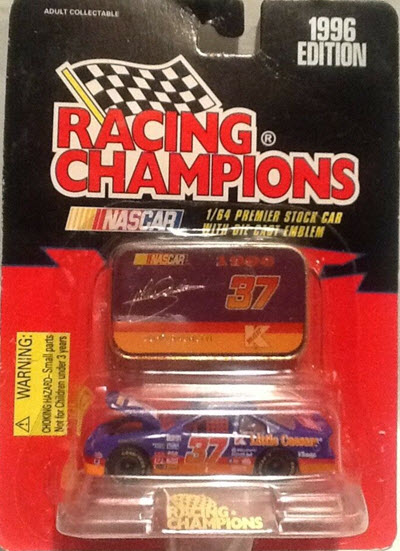 ADULT COLLECTABLE
1996
EDITION
RACING ®
CHAMPIONS
NASCAR
1/64 PREMIER STOCK CAR
WITH DIE CAST EMBLEM
NASCAR 1996
37
K
WARNING:
CHOKING HAZARD-Small parts
Not for Children under 3 years
37
Little Caesars
RACING
CHAMPIONS